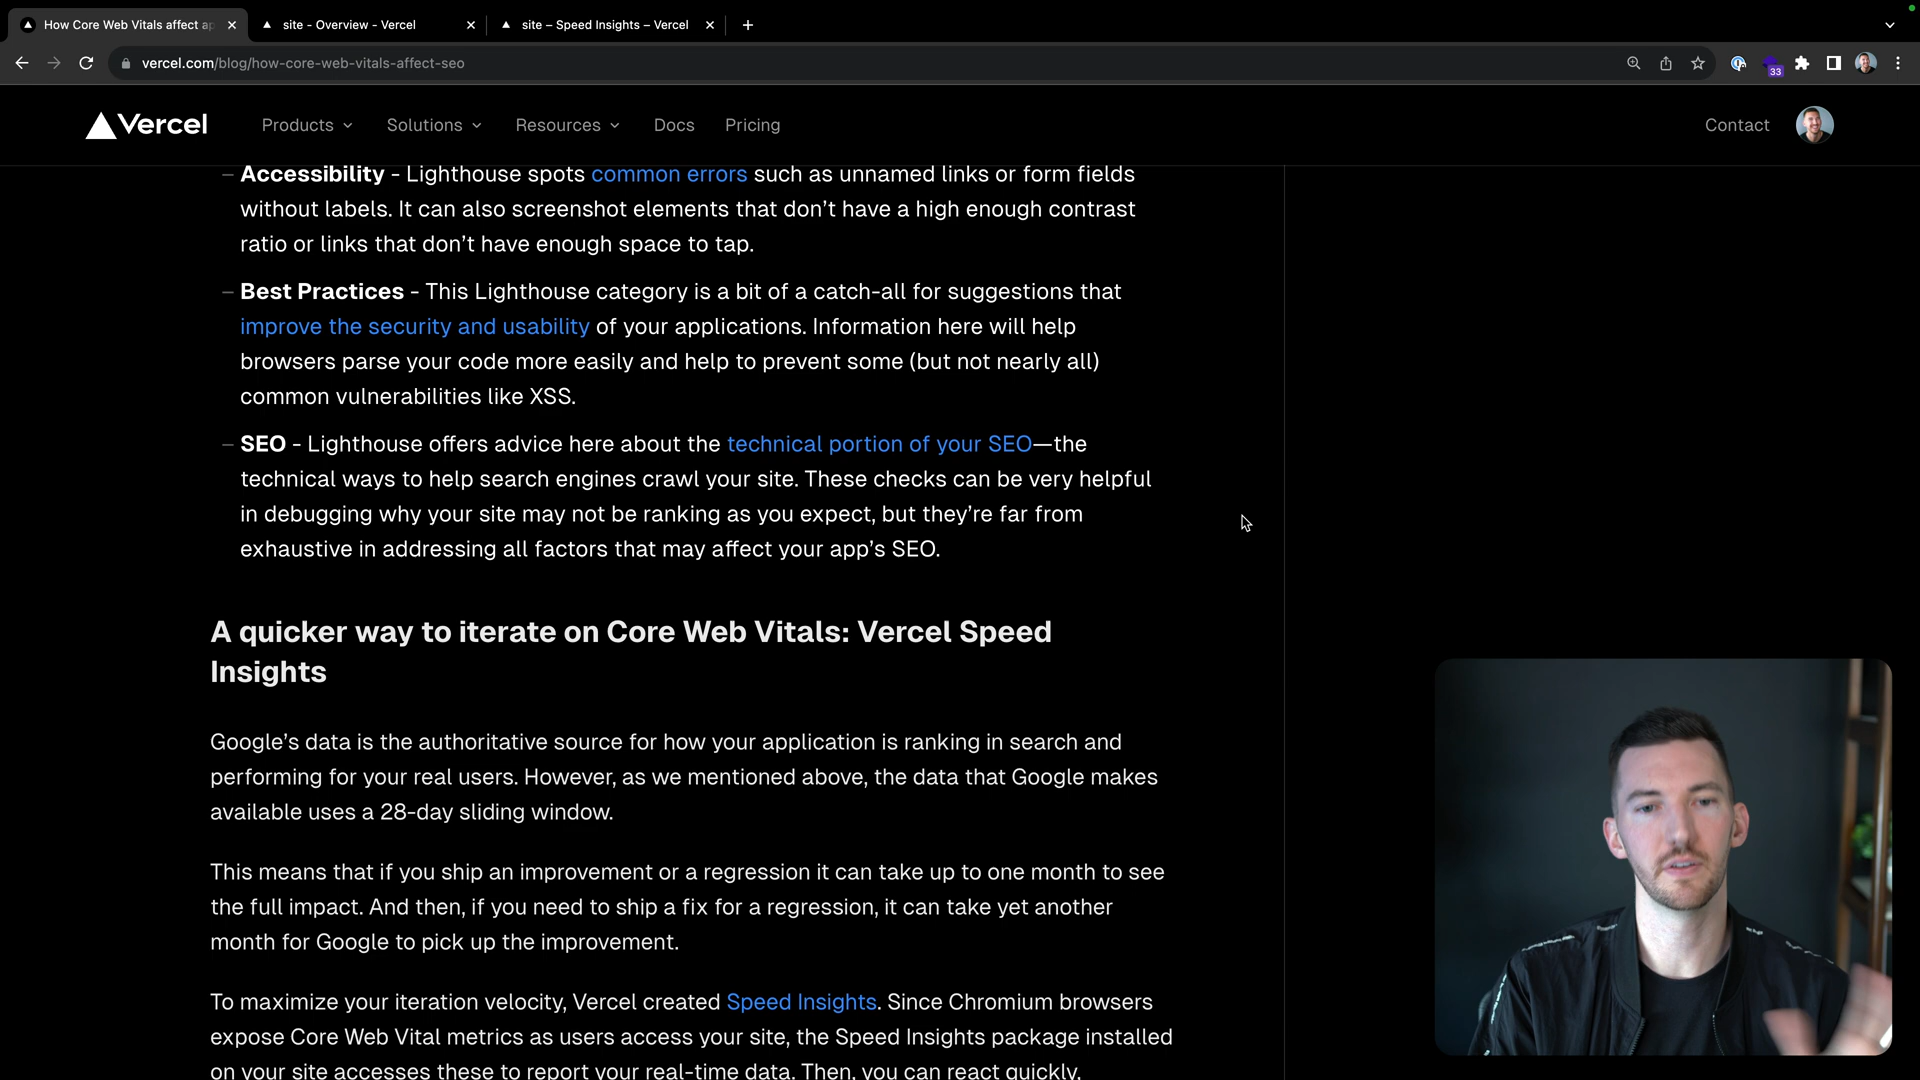 How Core Web Vitals affect ap
site - Overview - Vercel
site – Speed Insights – Vercel
vercel.com/blog/how-core-web-vitals-affect-seo
33
Vercel
Products
Solutions
Resources
Docs
Pricing
Contact
– Accessibility - Lighthouse spots common errors such as unnamed links or form fields
without labels. It can also screenshot elements that don’t have a high enough contrast
ratio or links that don’t have enough space to tap.
– Best Practices - This Lighthouse category is a bit of a catch-all for suggestions that
improve the security and usability of your applications. Information here will help
browsers parse your code more easily and help to prevent some (but not nearly all)
common vulnerabilities like XSS.
– SEO - Lighthouse offers advice here about the technical portion of your SEO—the
technical ways to help search engines crawl your site. These checks can be very helpful
in debugging why your site may not be ranking as you expect, but they’re far from
exhaustive in addressing all factors that may affect your app’s SEO.
A quicker way to iterate on Core Web Vitals: Vercel Speed
Insights
Google’s data is the authoritative source for how your application is ranking in search and
performing for your real users. However, as we mentioned above, the data that Google makes
available uses a 28-day sliding window.
This means that if you ship an improvement or a regression it can take up to one month to see
the full impact. And then, if you need to ship a fix for a regression, it can take yet another
month for Google to pick up the improvement.
To maximize your iteration velocity, Vercel created Speed Insights. Since Chromium browsers
expose Core Web Vital metrics as users access your site, the Speed Insights package installed
on your site accesses these to report your real-time data. Then, you can react quickly,